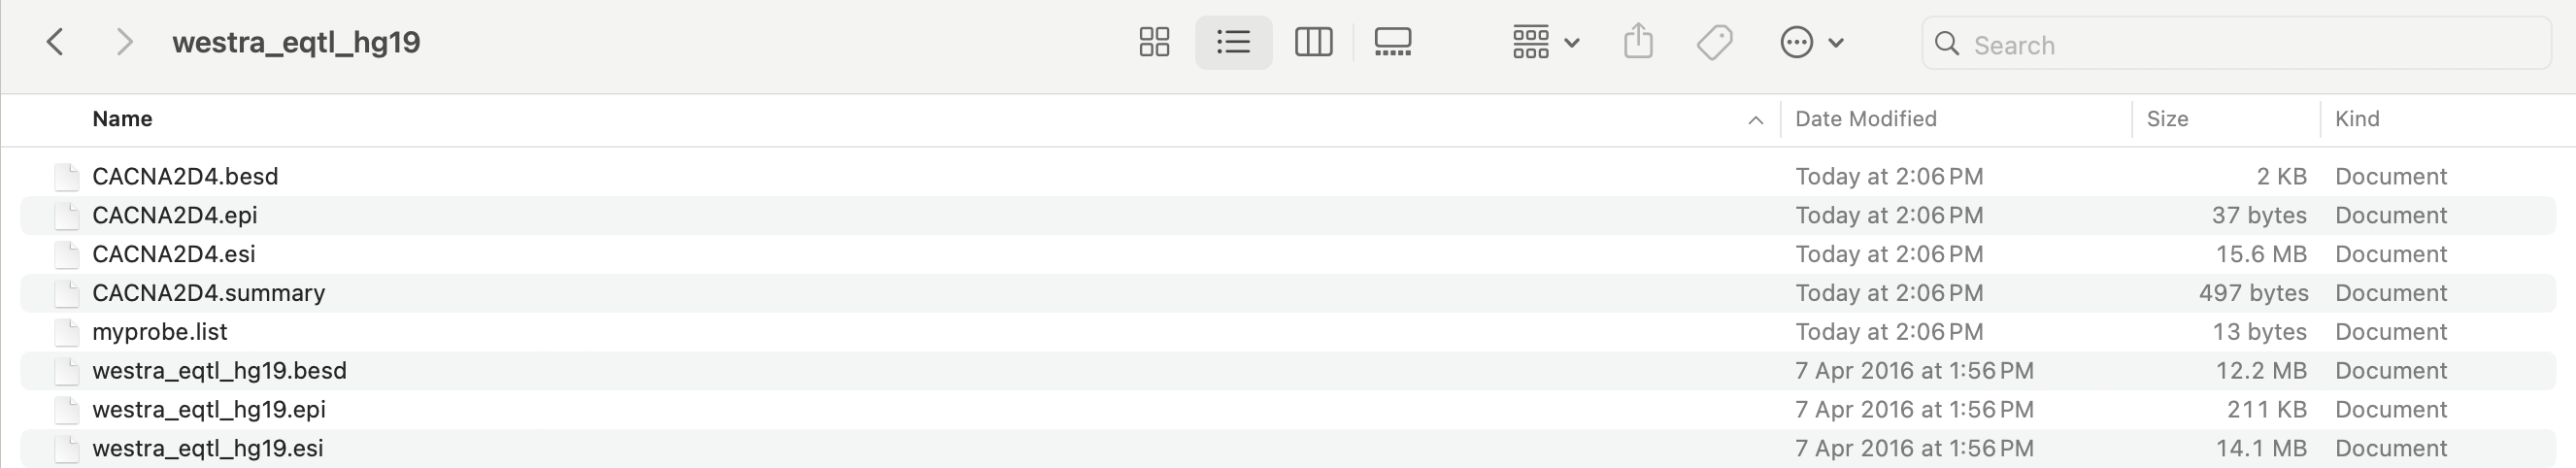 westra_eqtl_hg19 Search
Name Date Modified Size Kind
CACNA2D4.besd Today at 2:06 PM 2 KB Document
CACNA2D4.epi Today at 2:06 PM 37 bytes Document
CACNA2D4.esi Today at 2:06 PM 15.6 MB Document
CACNA2D4.summary Today at 2:06 PM 497 bytes Document
myprobe.list Today at 2:06 PM 13 bytes Document
westra_eqtl_hg19.besd 7 Apr 2016 at 1:56 PM 12.2 MB Document
westra_eqtl_hg19.epi 7 Apr 2016 at 1:56 PM 211 KB Document
westra_eqtl_hg19.esi 7 Apr 2016 at 1:56 PM 14.1 MB Document